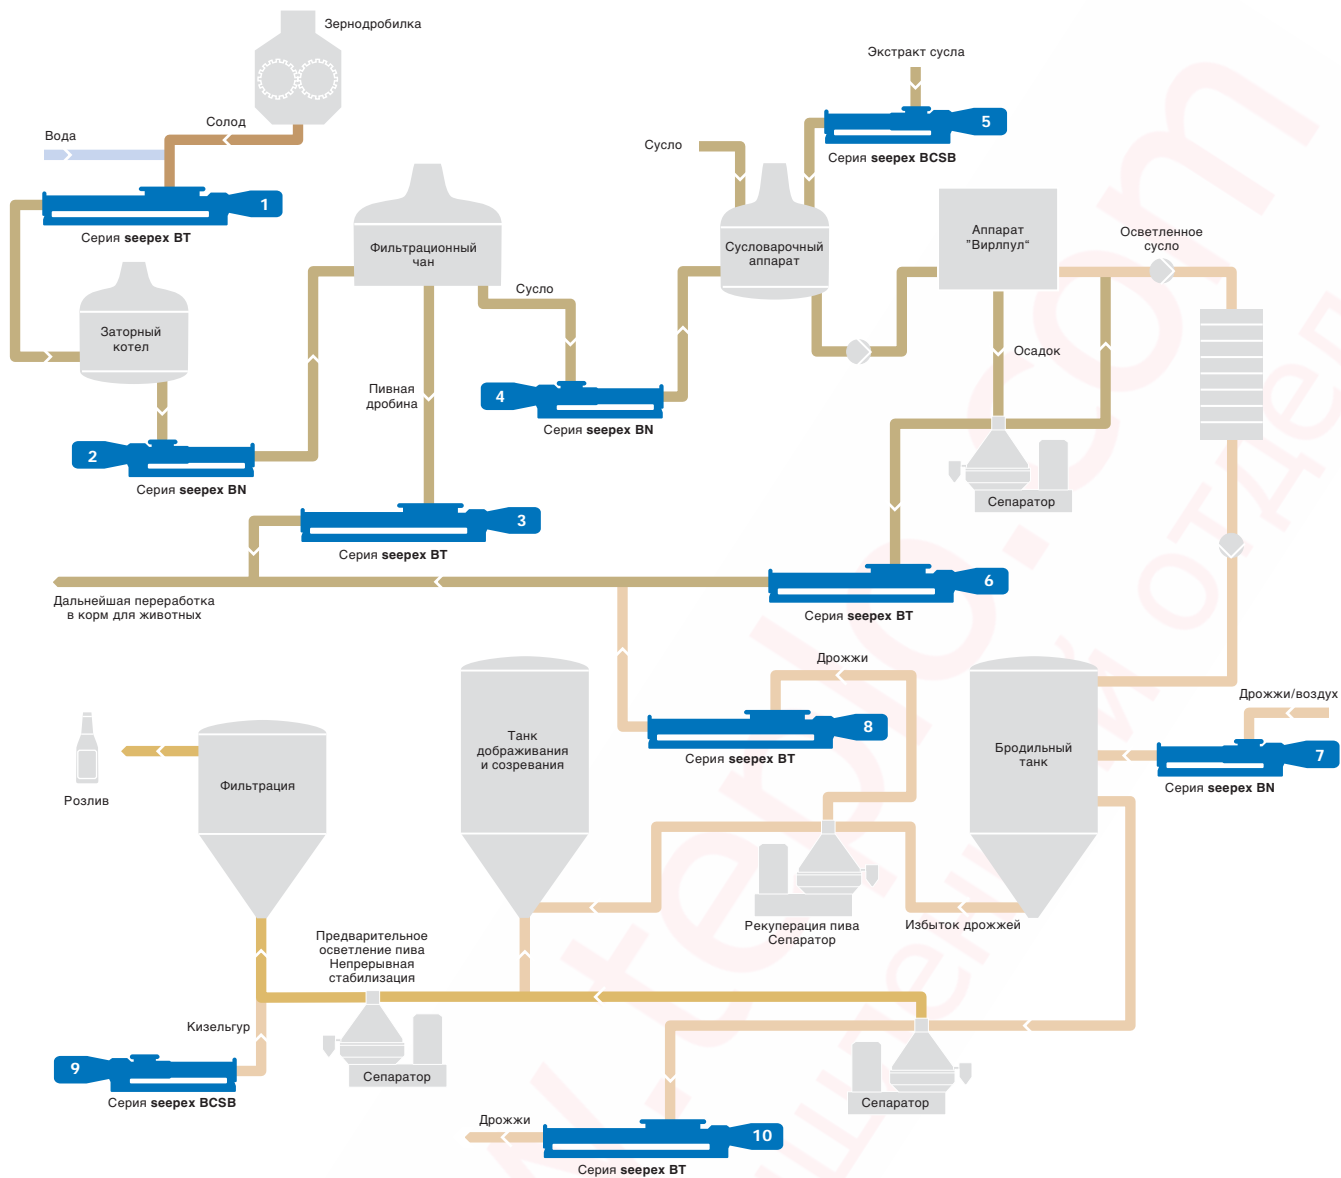 Зернодробилка
Солод
Вода
1
Серия seepex BT
Заторный
котел
2
Серия seepex BN
Фильтрационный
чан
Сусло
Пивная
дробина
3
Серия seepex BT
4
Серия seepex BN
Сусло
Сусловарочный
аппарат
Экстракт сусла
5
Серия seepex BCSB
Аппарат
"Вирлпул“
Осветленное
сусло
Осадок
Сепаратор
6
Серия seepex BT
Дальнейшая переработка
в корм для животных
Дрожжи
8
Серия seepex BT
Дрожжи/воздух
7
Серия seepex BN
Бродильный
танк
Танк
дображивания
и созревания
Фильтрация
Розлив
Рекуперация пива
Сепаратор
Избыток дрожжей
Предварительное
осветление пива
Непрерывная
стабилизация
Кизельгур
9
Серия seepex BCSB
Сепаратор
Сепаратор
Дрожжи
10
Серия seepex BT